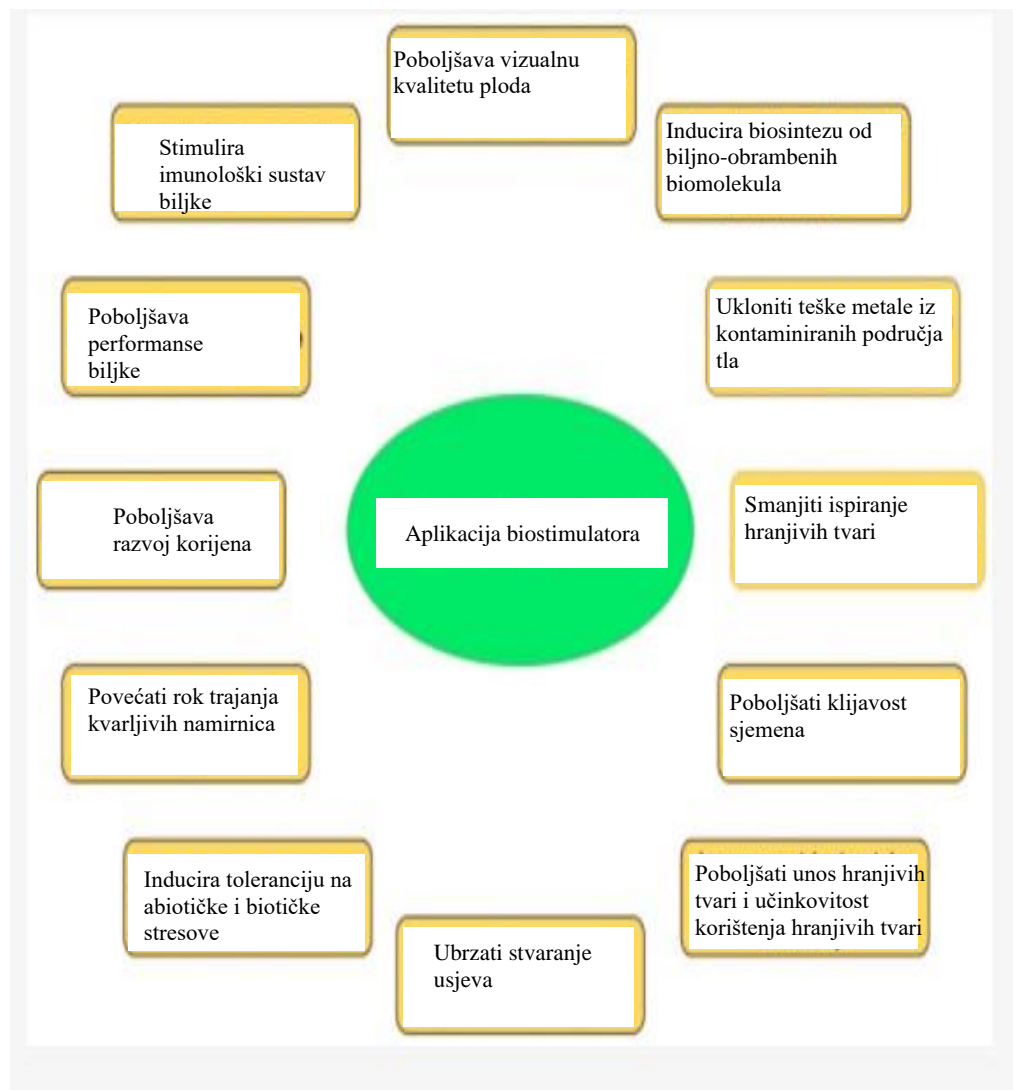 Poboljšava vizualnu
kvalitetu ploda
Stimulira
imunološki sustav
biljke
Inducira biosintezu od
biljno-obrambenih
biomolekula
Poboljšava
performanse
biljke
Ukloniti teške metale iz
kontaminiranih područja
tla
Poboljšava
razvoj korijena
Aplikacija biostimulatora
Smanjiti ispiranje
hranjivih tvari
Povećati rok trajanja
kvarljivih namirnica
Poboljšati klijavost
sjemena
Inducira toleranciju na
abiotičke i biotičke
stresove
Poboljšati unos hranjivih
tvari i učinkovitost
korištenja hranjivih tvari
Ubrzati stvaranje
usjeva